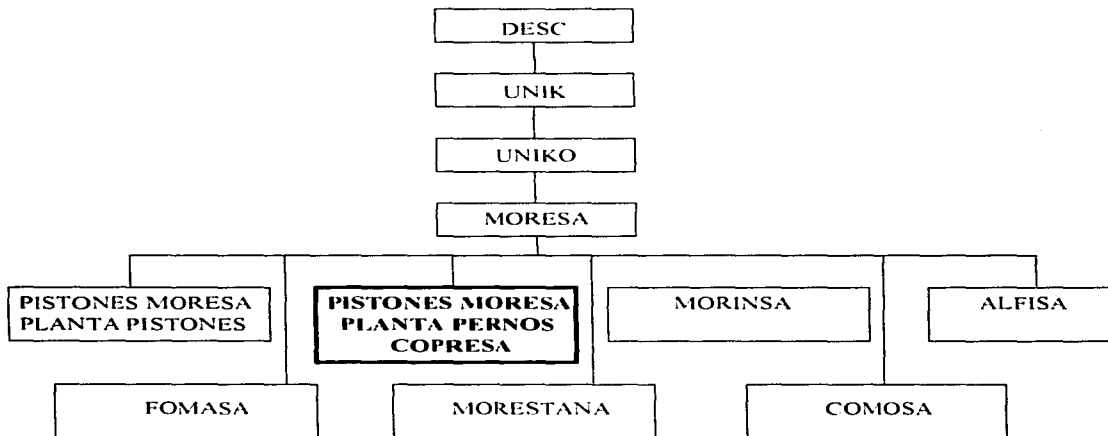 DESC
UNIK
UNIKO
MORESA
PISTONES MORESA
PLANTA PISTONES
PISTONES MORESA
PLANTA PERNOS
COPRESA
MORINSA
ALFISA
FOMASA
MORESTANA
COMOSA